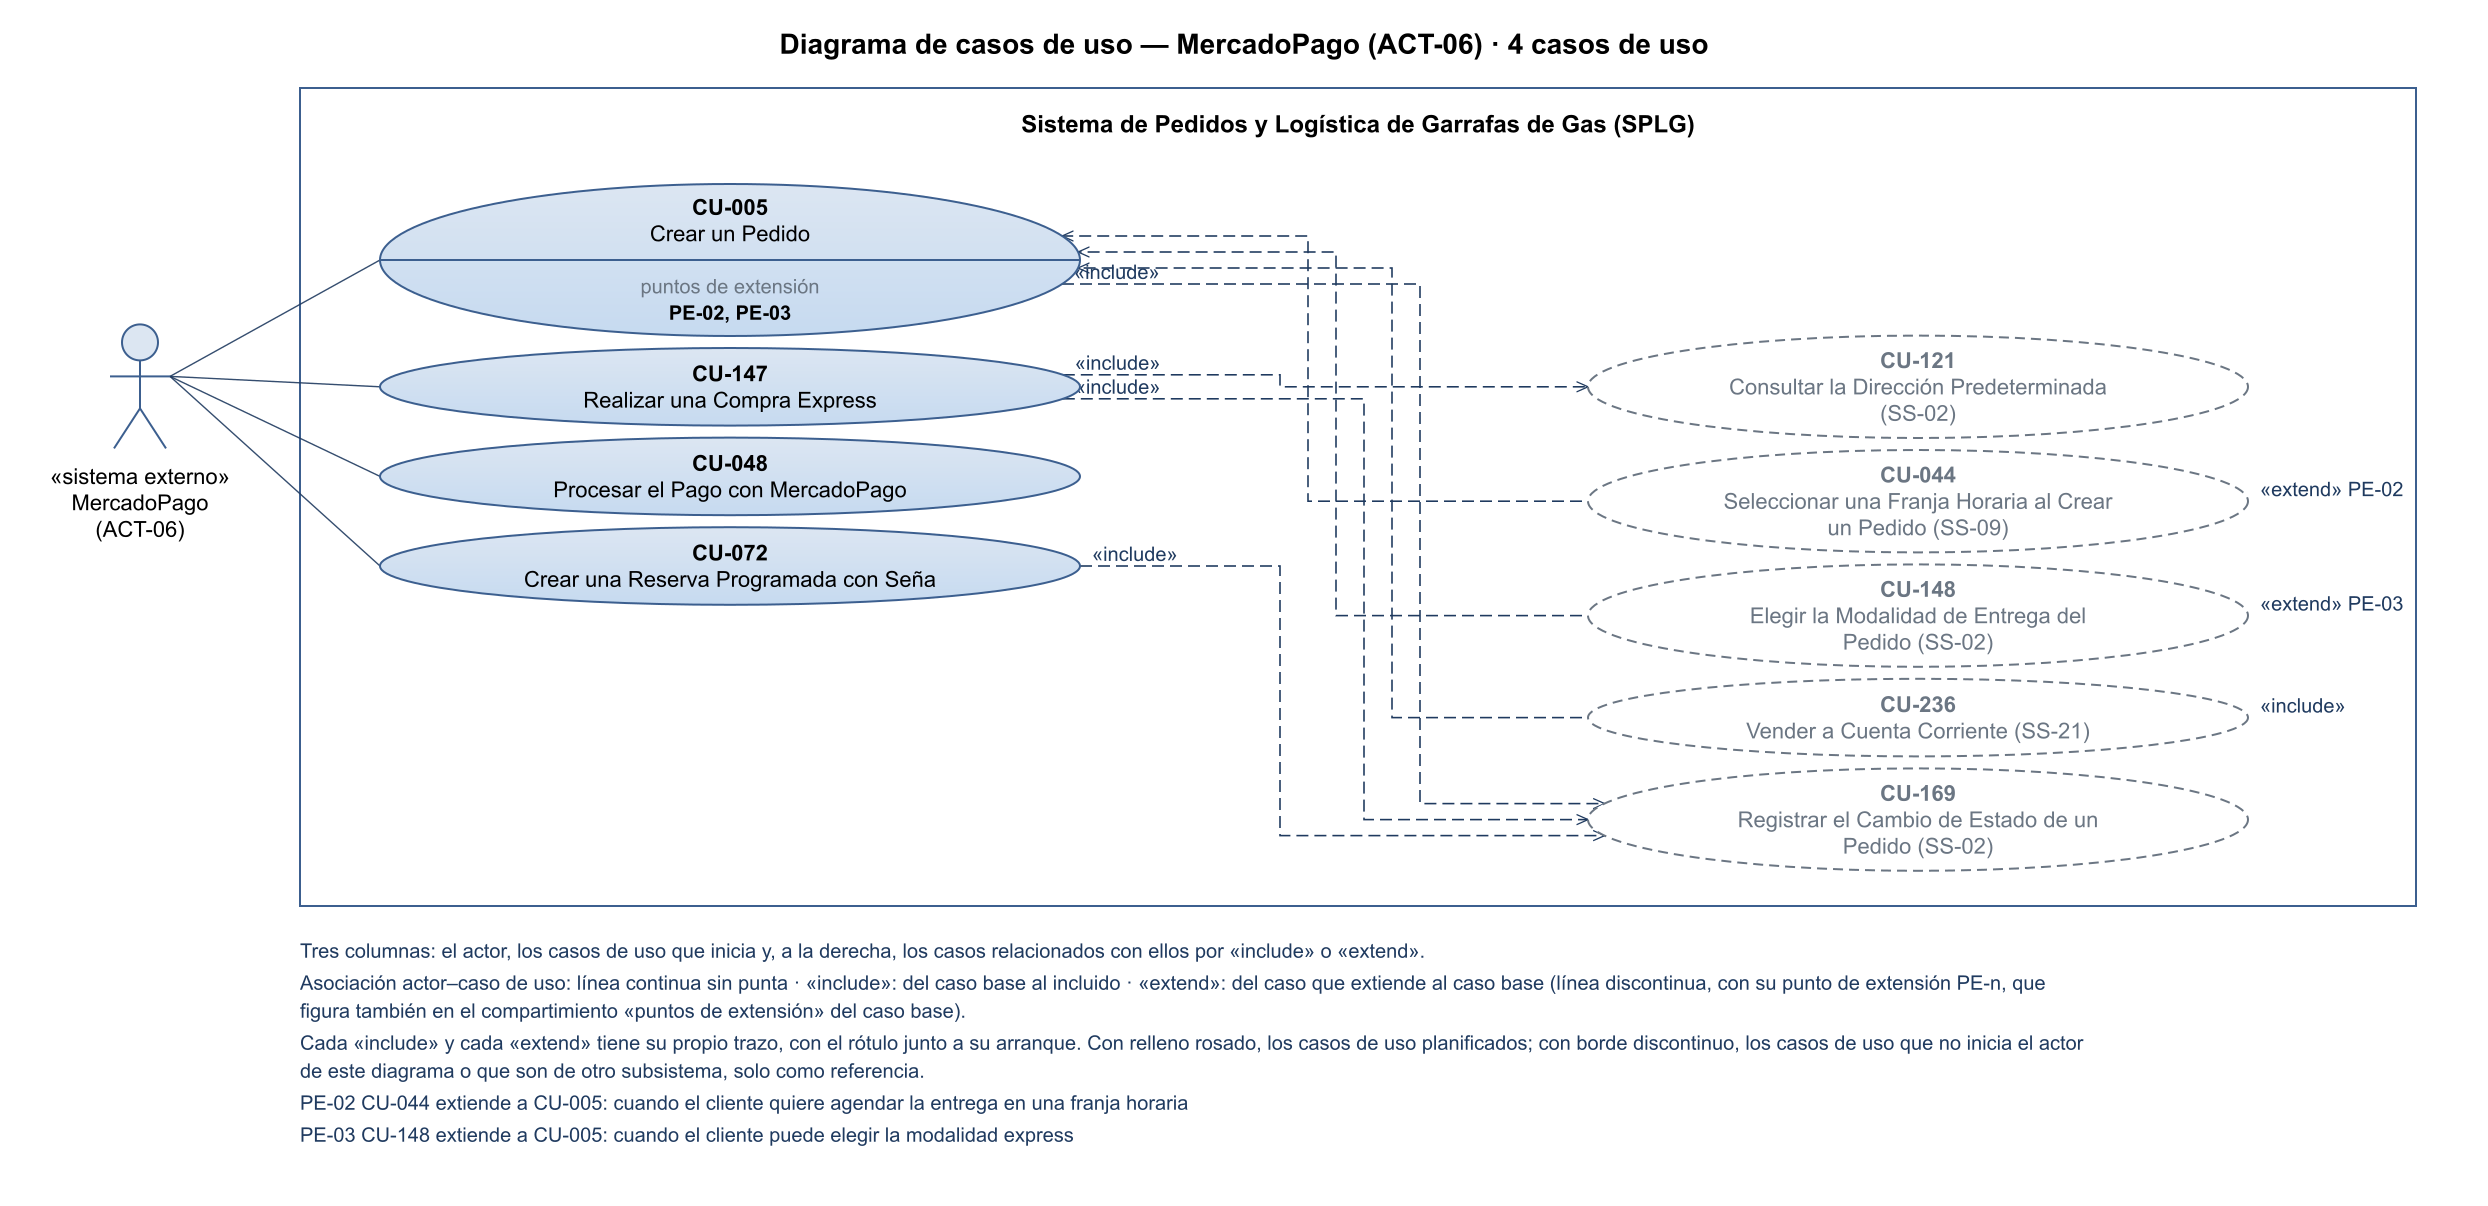 Diagrama de casos de uso — MercadoPago (ACT-06) · 4 casos de uso
Sistema de Pedidos y Logística de Garrafas de Gas (SPLG)
«sistema externo»
MercadoPago
(ACT-06)
CU-005
Crear un Pedido
puntos de extensión
PE-02, PE-03
«include»
CU-147
Realizar una Compra Express
«include»
«include»
CU-048
Procesar el Pago con MercadoPago
CU-072
Crear una Reserva Programada con Seña
«include»
CU-121
Consultar la Dirección Predeterminada
(SS-02)
CU-044
Seleccionar una Franja Horaria al Crear
un Pedido (SS-09)
«extend» PE-02
CU-148
Elegir la Modalidad de Entrega del
Pedido (SS-02)
«extend» PE-03
CU-236
Vender a Cuenta Corriente (SS-21)
«include»
CU-169
Registrar el Cambio de Estado de un
Pedido (SS-02)
Tres columnas: el actor, los casos de uso que inicia y, a la derecha, los casos relacionados con ellos por «include» o «extend».
Asociación actor–caso de uso: línea continua sin punta · «include»: del caso base al incluido · «extend»: del caso que extiende al caso base (línea discontinua, con su punto de extensión PE-n, que
figura también en el compartimiento «puntos de extensión» del caso base).
Cada «include» y cada «extend» tiene su propio trazo, con el rótulo junto a su arranque. Con relleno rosado, los casos de uso planificados; con borde discontinuo, los casos de uso que no inicia el actor
de este diagrama o que son de otro subsistema, solo como referencia.
PE-02 CU-044 extiende a CU-005: cuando el cliente quiere agendar la entrega en una franja horaria
PE-03 CU-148 extiende a CU-005: cuando el cliente puede elegir la modalidad express